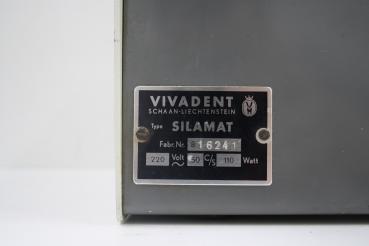 VIVADENT
SCHAAN-LIECHTENSTEIN
Type SILAMAT
Fabr. Nr. B 16241
220 Volt ~ 50 C/S 110 Watt